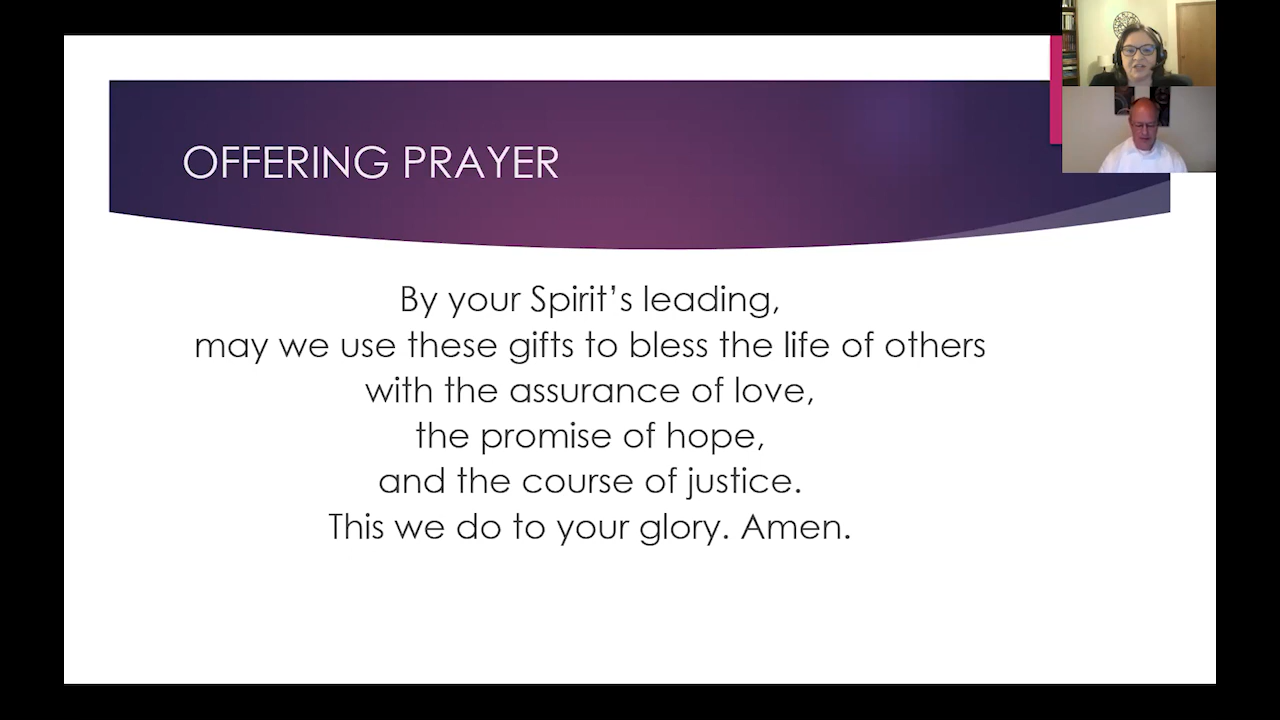 OFFERING PRAYER
By your Spirit’s leading,
may we use these gifts to bless the life of others
with the assurance of love,
the promise of hope,
and the course of justice.
This we do to your glory. Amen.